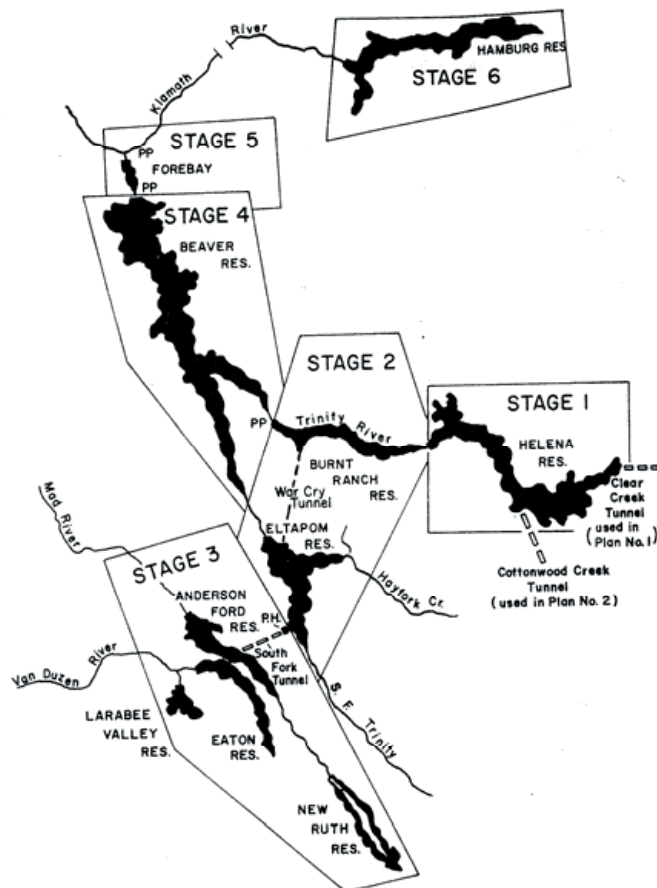 River
HAMBURG RES.
STAGE 6
Klamath
STAGE 5
PP
FOREBAY
PP
STAGE 4
BEAVER
RES.
STAGE 2
STAGE 1
PP
Trinity River
HELENA
RES.
BURNT
RANCH
RES.
War Cry
Tunnel
Clear
Creek
Tunnel
(used in
Plan No. 1)
Mad River
ELTAPOM
RES.
Cottonwood Creek
Tunnel
(used in Plan No. 2)
STAGE 3
Hayfork Cr.
ANDERSON
FORD
RES.
P.H.
South
Fork
Tunnel
Van Duzen River
S. F. Trinity
LARABEE
VALLEY
RES.
EATON
RES.
NEW
RUTH
RES.